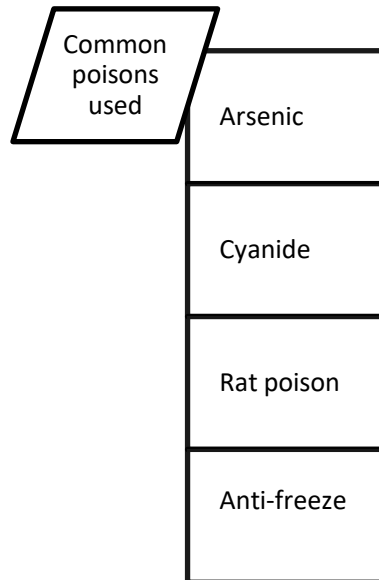 Common
poisons
used
Arsenic
Cyanide
Rat poison
Anti-freeze